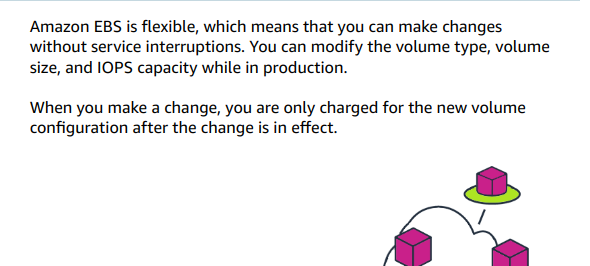 Amazon EBS is flexible, which means that you can make changes
without service interruptions. You can modify the volume type, volume
size, and IOPS capacity while in production.
When you make a change, you are only charged for the new volume
configuration after the change is in effect.